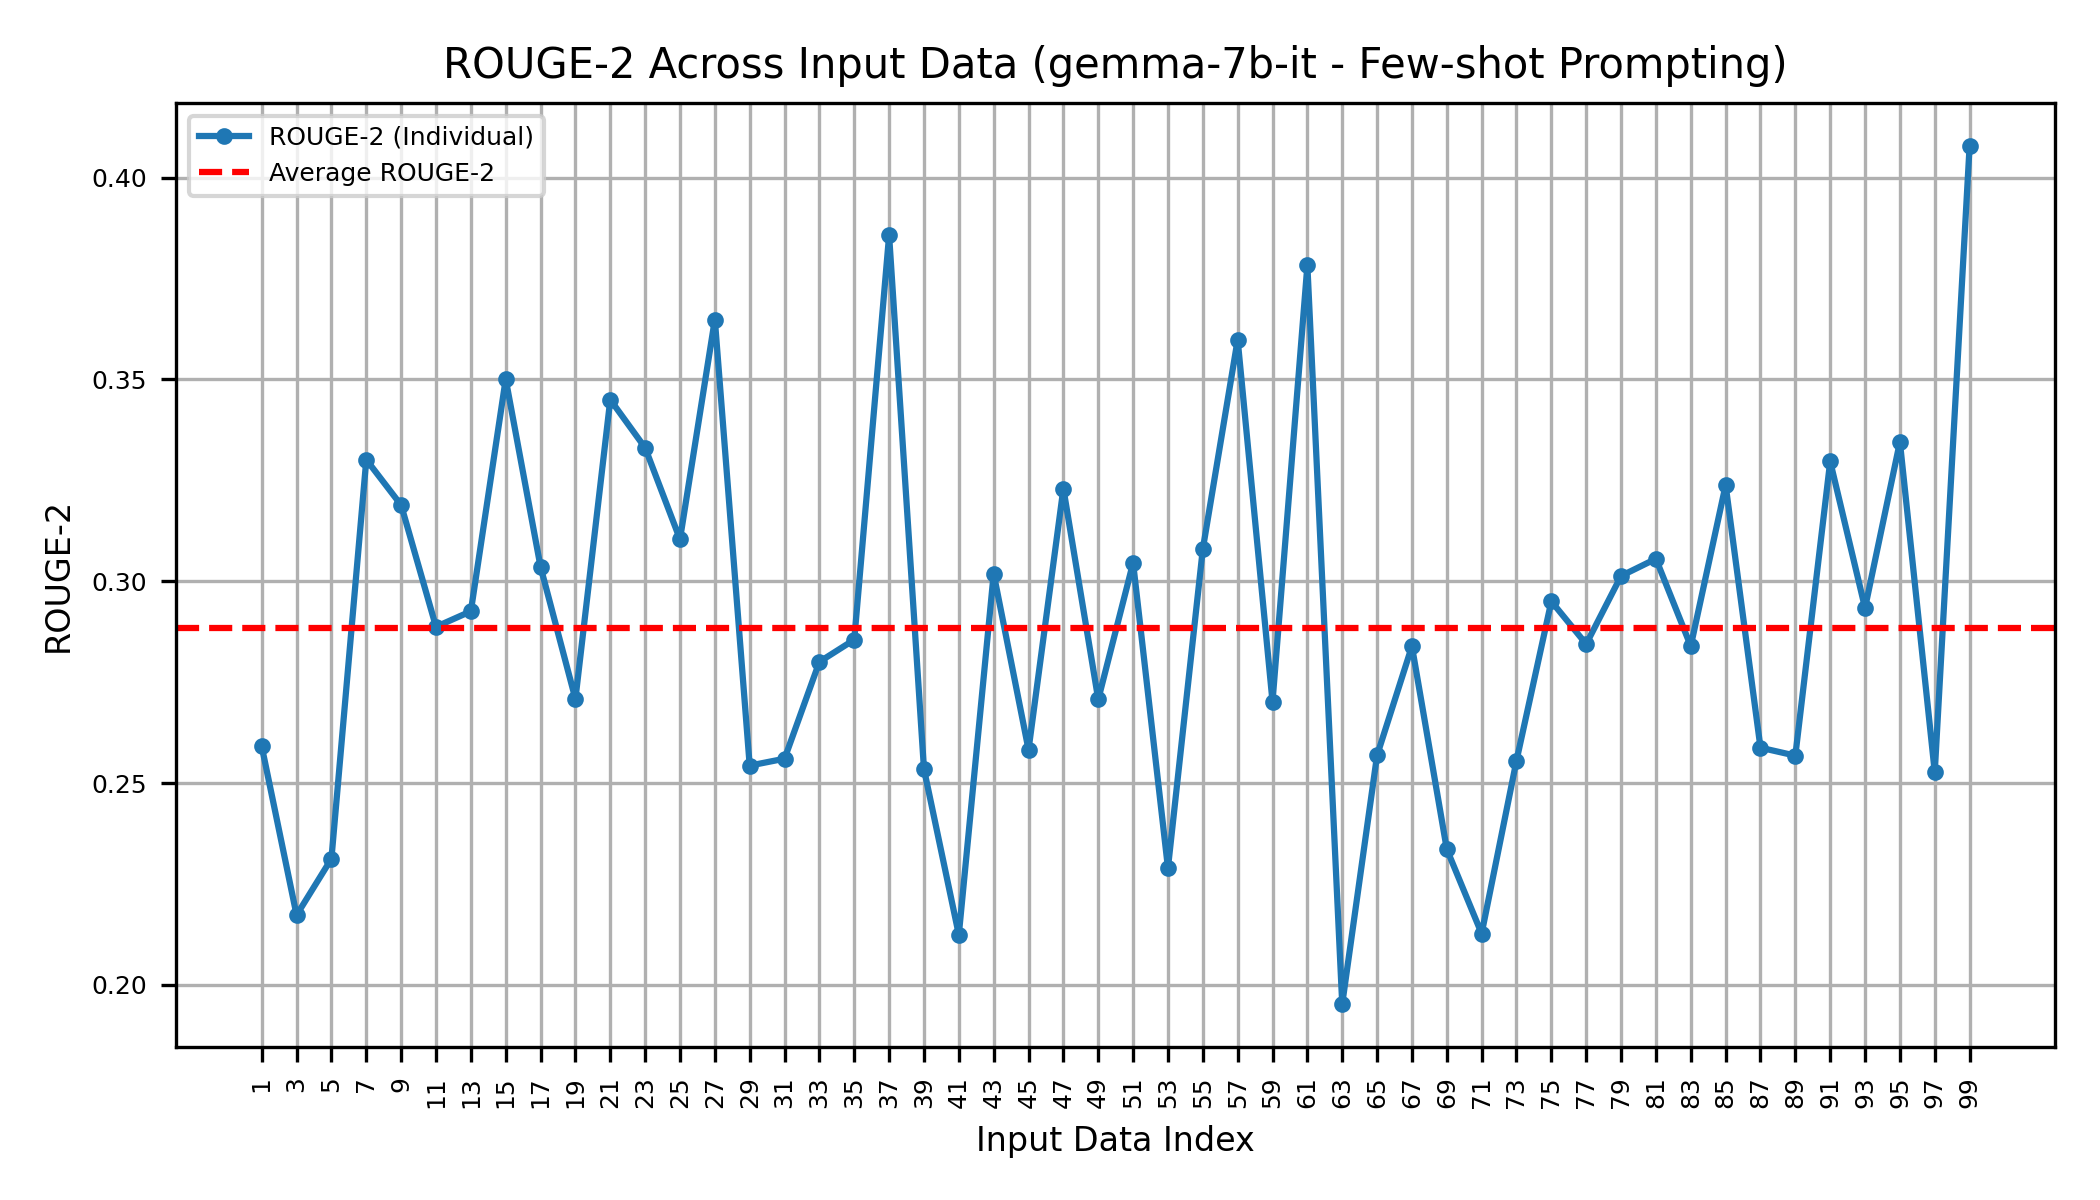 ROUGE-2 Across Input Data (gemma-7b-it - Few-shot Prompting)
ROUGE-2 (Individual)
Average ROUGE-2
0.40
0.35
0.30
0.25
0.20
ROUGE-2
1 3 5 7 9 11 13 15 17 19 21 23 25 27 29 31 33 35 37 39 41 43 45 47 49 51 53 55 57 59 61 63 65 67 69 71 73 75 77 79 81 83 85 87 89 91 93 95 97 99
Input Data Index